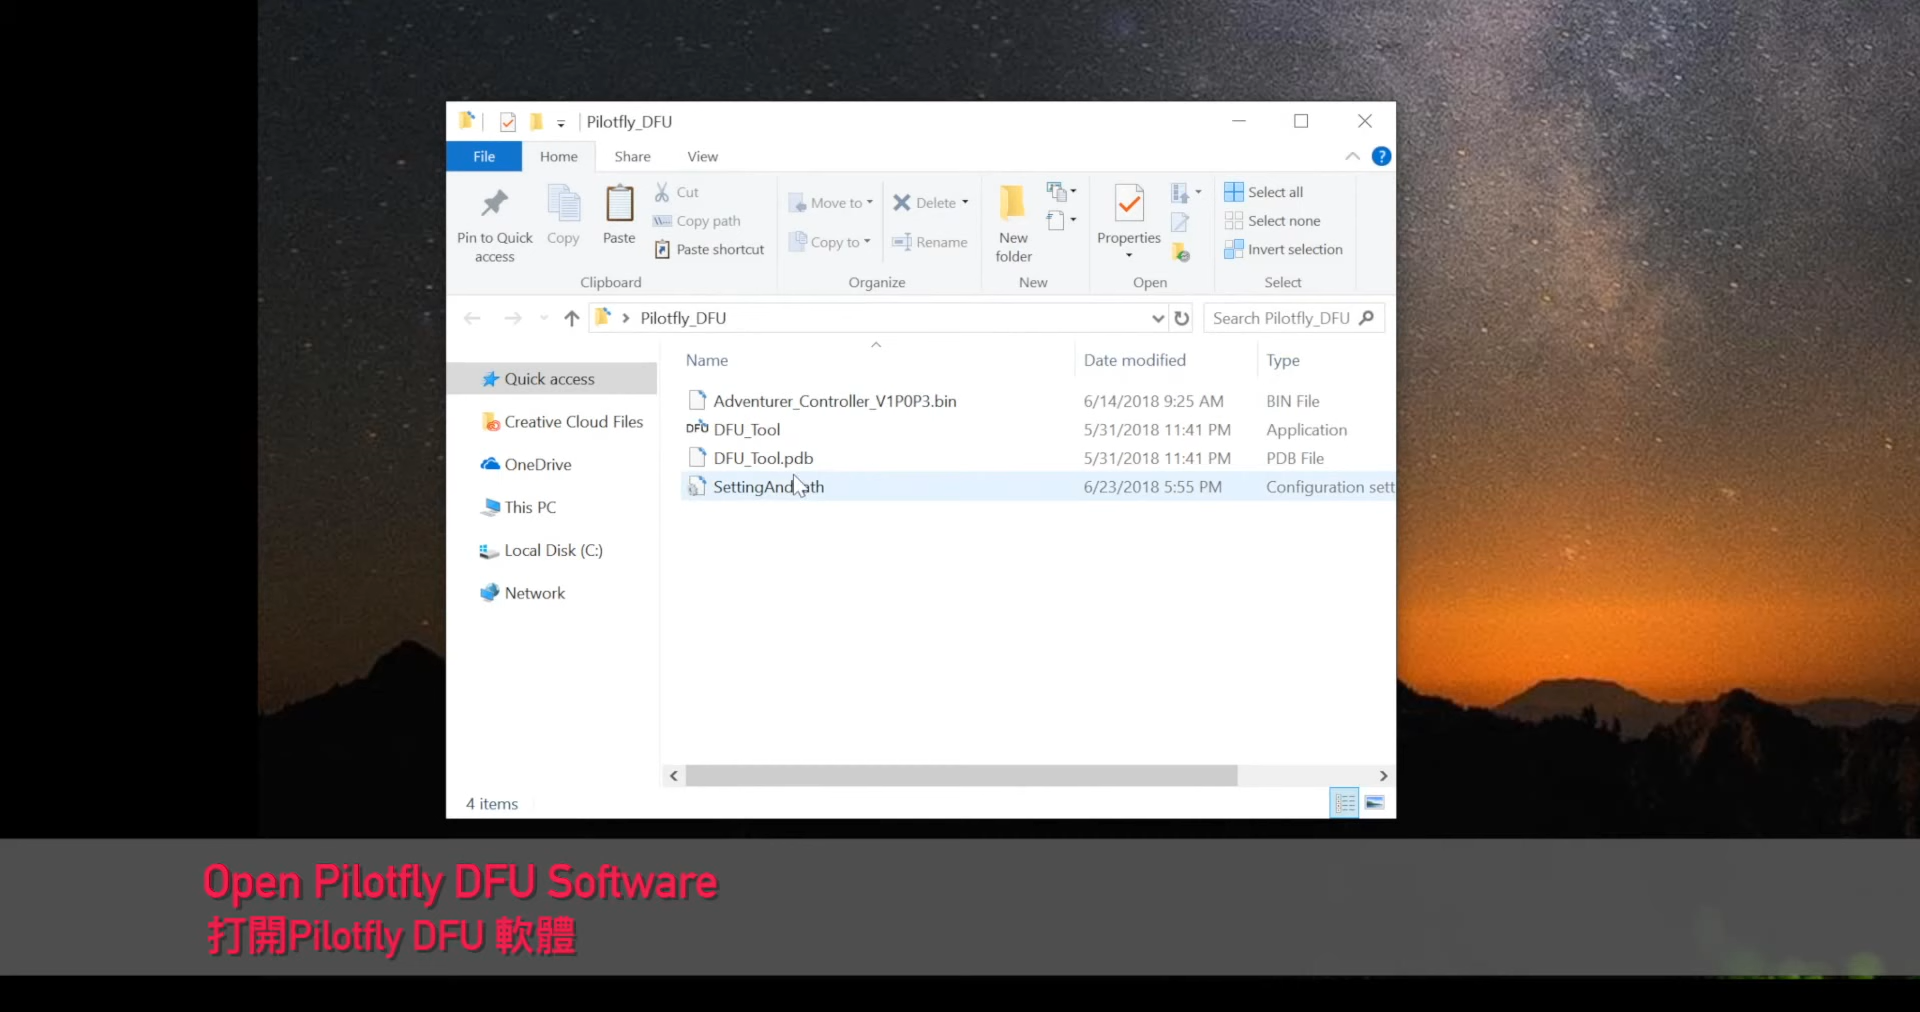 Pilotfly_DFU
File Home Share View
Pin to Quick access
Copy
Paste
Cut
Copy path
Paste shortcut
Clipboard
Move to
Copy to
Delete
Rename
Organize
New folder
New
Properties
Open
Select all
Select none
Invert selection
Select
Pilotfly_DFU
Search Pilotfly_DFU
Quick access
Creative Cloud Files
OneDrive
This PC
Local Disk (C:)
Network
Name Date modified Type
Adventurer_Controller_V1P0P3.bin 6/14/2018 9:25 AM BIN File
DFU DFU_Tool 5/31/2018 11:41 PM Application
DFU_Tool.pdb 5/31/2018 11:41 PM PDB File
6/23/2018 5:55 PM Configuration sett
4 items
Open Pilotfly DFU Software
打開Pilotfly DFU 軟體